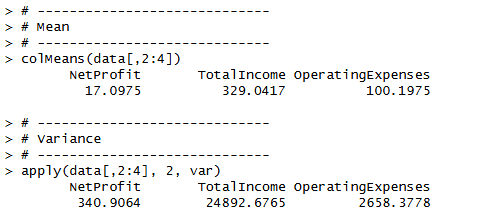 > # -----------------------------
> # Mean
> # -----------------------------
> colMeans(data[,2:4])
NetProfit TotalIncome OperatingExpenses
17.0975 329.0417 100.1975
> # -----------------------------
> # Variance
> # -----------------------------
> apply(data[,2:4], 2, var)
NetProfit TotalIncome OperatingExpenses
340.9064 24892.6765 2658.3778